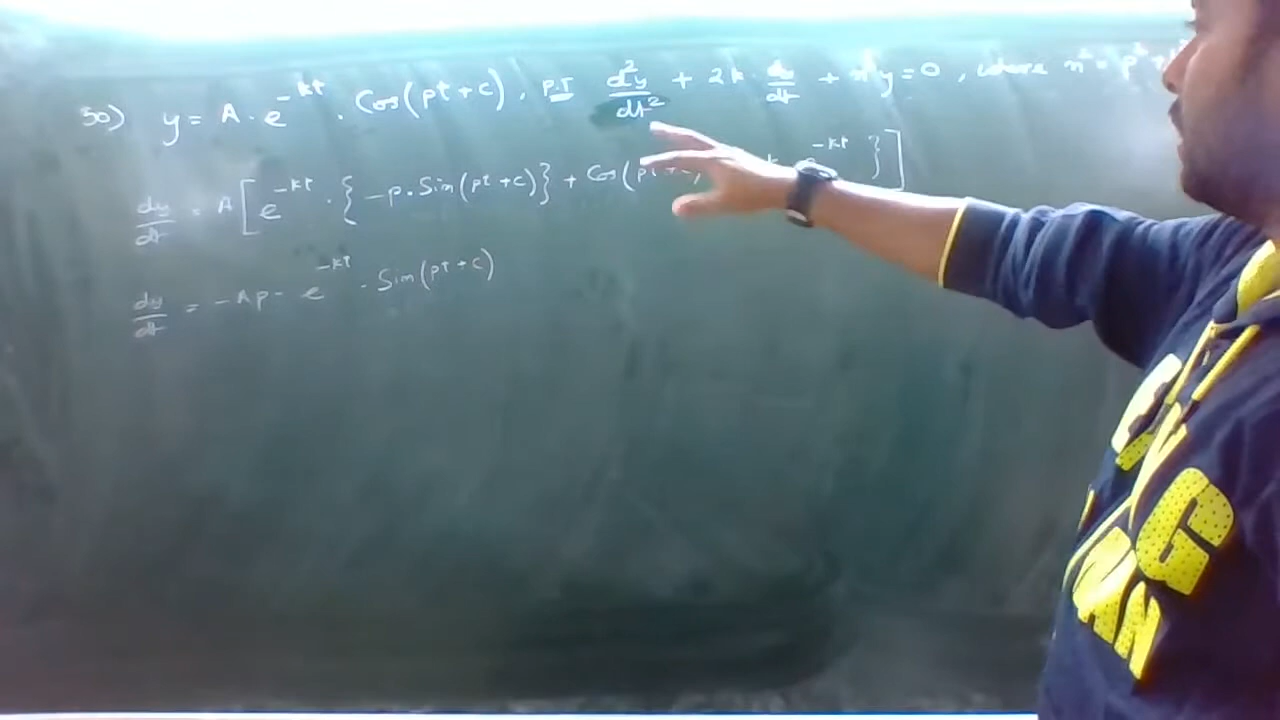 50) y = A · e^{-kt} · Cos(pt+c), P.T d²y/dt² + 2k · dy/dt + n²y = 0, where n² = p² +
dy/dt = A[e^{-kt} · {-p · Sin(pt+c)} + Cos(pt+ e^{-kt}}]
dy/dt = -Ap · e^{-kt} · Sin(pt+c)
G
AN